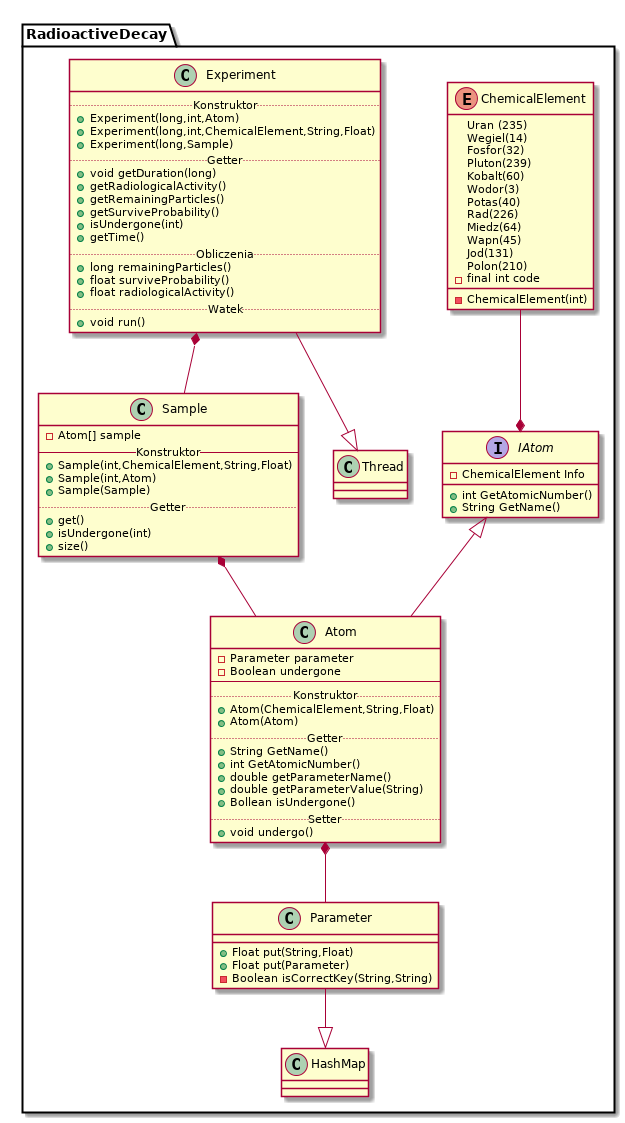 RadioactiveDecay
C Experiment
Konstruktor
Experiment(long,int,Atom)
Experiment(long,int,ChemicalElement,String,Float)
Experiment(long,Sample)
Getter
void getDuration(long)
getRadiologicalActivity()
getRemainingParticles()
getSurviveProbability()
isUndergone(int)
getTime()
Obliczenia
long remainingParticles()
float surviveProbability()
float radiologicalActivity()
Watek
void run()
E ChemicalElement
Uran (235)
Wegiel(14)
Fosfor(32)
Pluton(239)
Kobalt(60)
Wodor(3)
Potas(40)
Rad(226)
Miedz(64)
Wapn(45)
Jod(131)
Polon(210)
final int code
ChemicalElement(int)
C Sample
Atom[] sample
Konstruktor
Sample(int,ChemicalElement,String,Float)
Sample(int,Atom)
Sample(Sample)
Getter
get()
isUndergone(int)
size()
C Thread
I IAtom
ChemicalElement Info
int GetAtomicNumber()
String GetName()
C Atom
Parameter parameter
Boolean undergone
Konstruktor
Atom(ChemicalElement,String,Float)
Atom(Atom)
Getter
String GetName()
int GetAtomicNumber()
double getParameterName()
double getParameterValue(String)
Bollean isUndergone()
Setter
void undergo()
C Parameter
Float put(String,Float)
Float put(Parameter)
Boolean isCorrectKey(String,String)
C HashMap